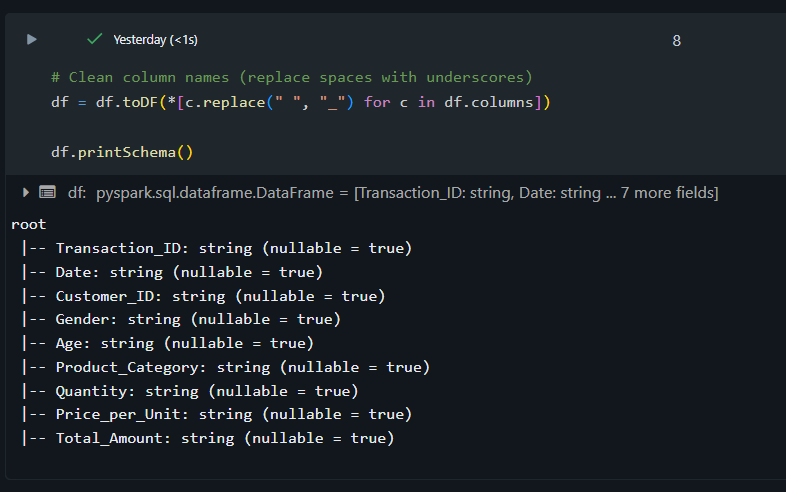 Yesterday (<1s)
8
# Clean column names (replace spaces with underscores)
df = df.toDF(*[c.replace(" ", "_") for c in df.columns])
df.printSchema()
df: pyspark.sql.dataframe.DataFrame = [Transaction_ID: string, Date: string ... 7 more fields]
root
|-- Transaction_ID: string (nullable = true)
|-- Date: string (nullable = true)
|-- Customer_ID: string (nullable = true)
|-- Gender: string (nullable = true)
|-- Age: string (nullable = true)
|-- Product_Category: string (nullable = true)
|-- Quantity: string (nullable = true)
|-- Price_per_Unit: string (nullable = true)
|-- Total_Amount: string (nullable = true)